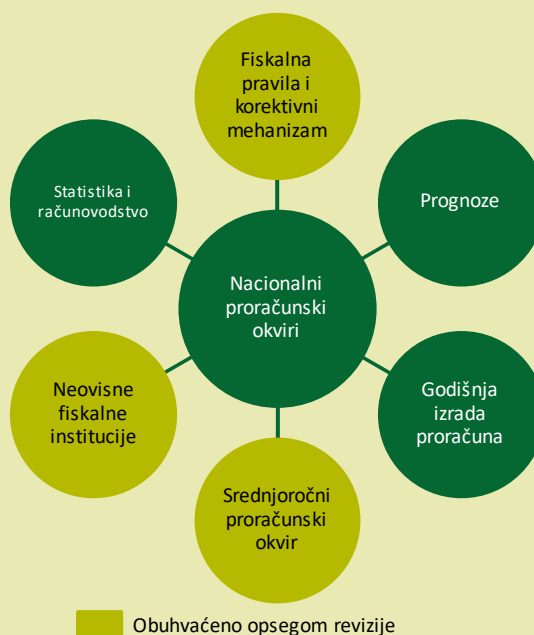 Fiskalna
pravila i
korektivni
mehanizam
Statistika i
računovodstvo
Prognoze
Nacionalni
proračunski
okviri
Neovisne
fiskalne
institucije
Godišnja
izrada
proračuna
Srednjoročni
proračunski
okvir
Obuhvaćeno opsegom revizije